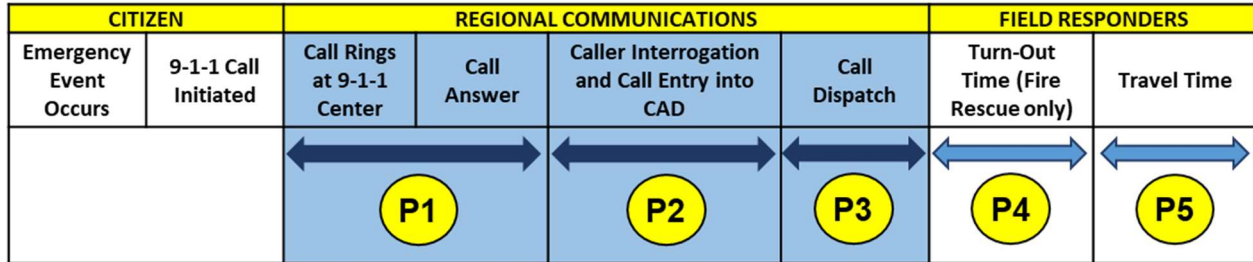 CITIZEN
REGIONAL COMMUNICATIONS
FIELD RESPONDERS
Emergency
Event
Occurs
9-1-1 Call
Initiated
Call Rings
at 9-1-1
Center
Call
Answer
Caller Interrogation
and Call Entry into
CAD
Call
Dispatch
Turn-Out
Time (Fire
Rescue only)
Travel Time
P1
P2
P3
P4
P5